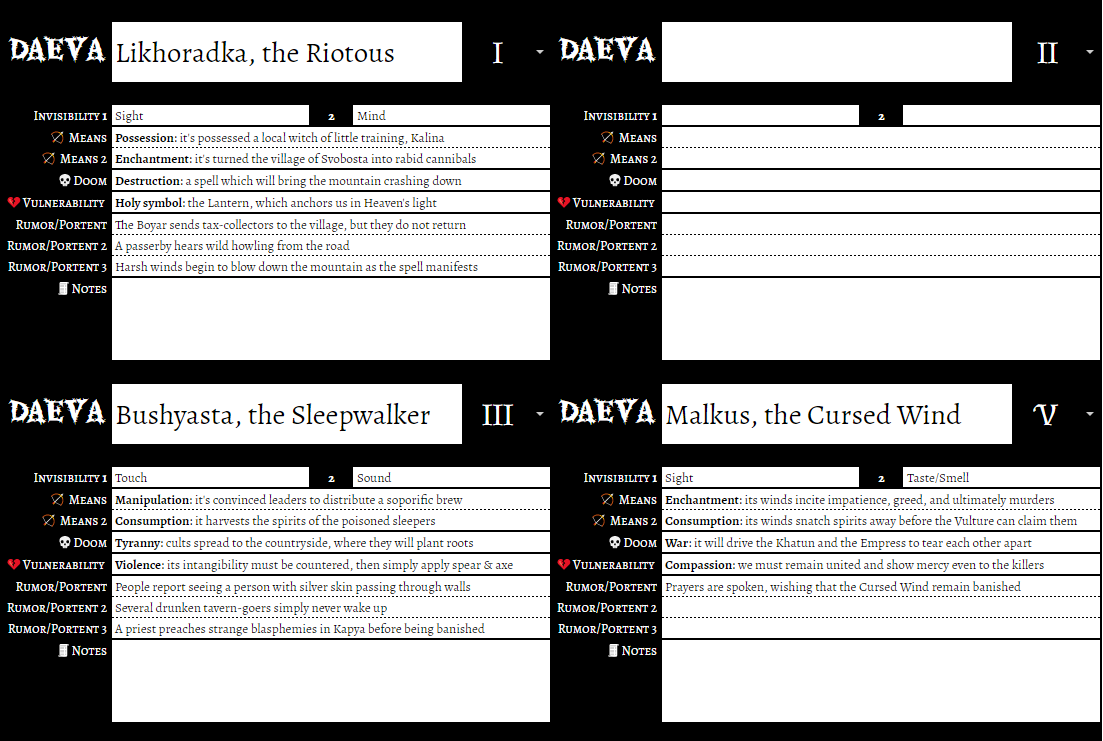 DAEVA Likhoradka, the Riotous I
Invisibility 1 Sight 2 Mind
Means Possession: it's possessed a local witch of little training, Kalina
Means 2 Enchantment: it's turned the village of Svobosta into rabid cannibals
Doom Destruction: a spell which will bring the mountain crashing down
Vulnerability Holy symbol: the Lantern, which anchors us in Heaven's light
Rumor/Portent The Boyar sends tax-collectors to the village, but they do not return
Rumor/Portent 2 A passerby hears wild howling from the road
Rumor/Portent 3 Harsh winds begin to blow down the mountain as the spell manifests
Notes
DAEVA II
Invisibility 1 2
Means
Means 2
Doom
Vulnerability
Rumor/Portent
Rumor/Portent 2
Rumor/Portent 3
Notes
DAEVA Bushyasta, the Sleepwalker III
Invisibility 1 Touch 2 Sound
Means Manipulation: it's convinced leaders to distribute a soporific brew
Means 2 Consumption: it harvests the spirits of the poisoned sleepers
Doom Tyranny: cults spread to the countryside, where they will plant roots
Vulnerability Violence: its intangibility must be countered, then simply apply spear & axe
Rumor/Portent People report seeing a person with silver skin passing through walls
Rumor/Portent 2 Several drunken tavern-goers simply never wake up
Rumor/Portent 3 A priest preaches strange blasphemies in Kapya before being banished
Notes
DAEVA Malkus, the Cursed Wind V
Invisibility 1 Sight 2 Taste/Smell
Means Enchantment: its winds incite impatience, greed, and ultimately murders
Means 2 Consumption: its winds snatch spirits away before the Vulture can claim them
Doom War: it will drive the Khatun and the Empress to tear each other apart
Vulnerability Compassion: we must remain united and show mercy even to the killers
Rumor/Portent Prayers are spoken, wishing that the Cursed Wind remain banished
Rumor/Portent 2
Rumor/Portent 3
Notes